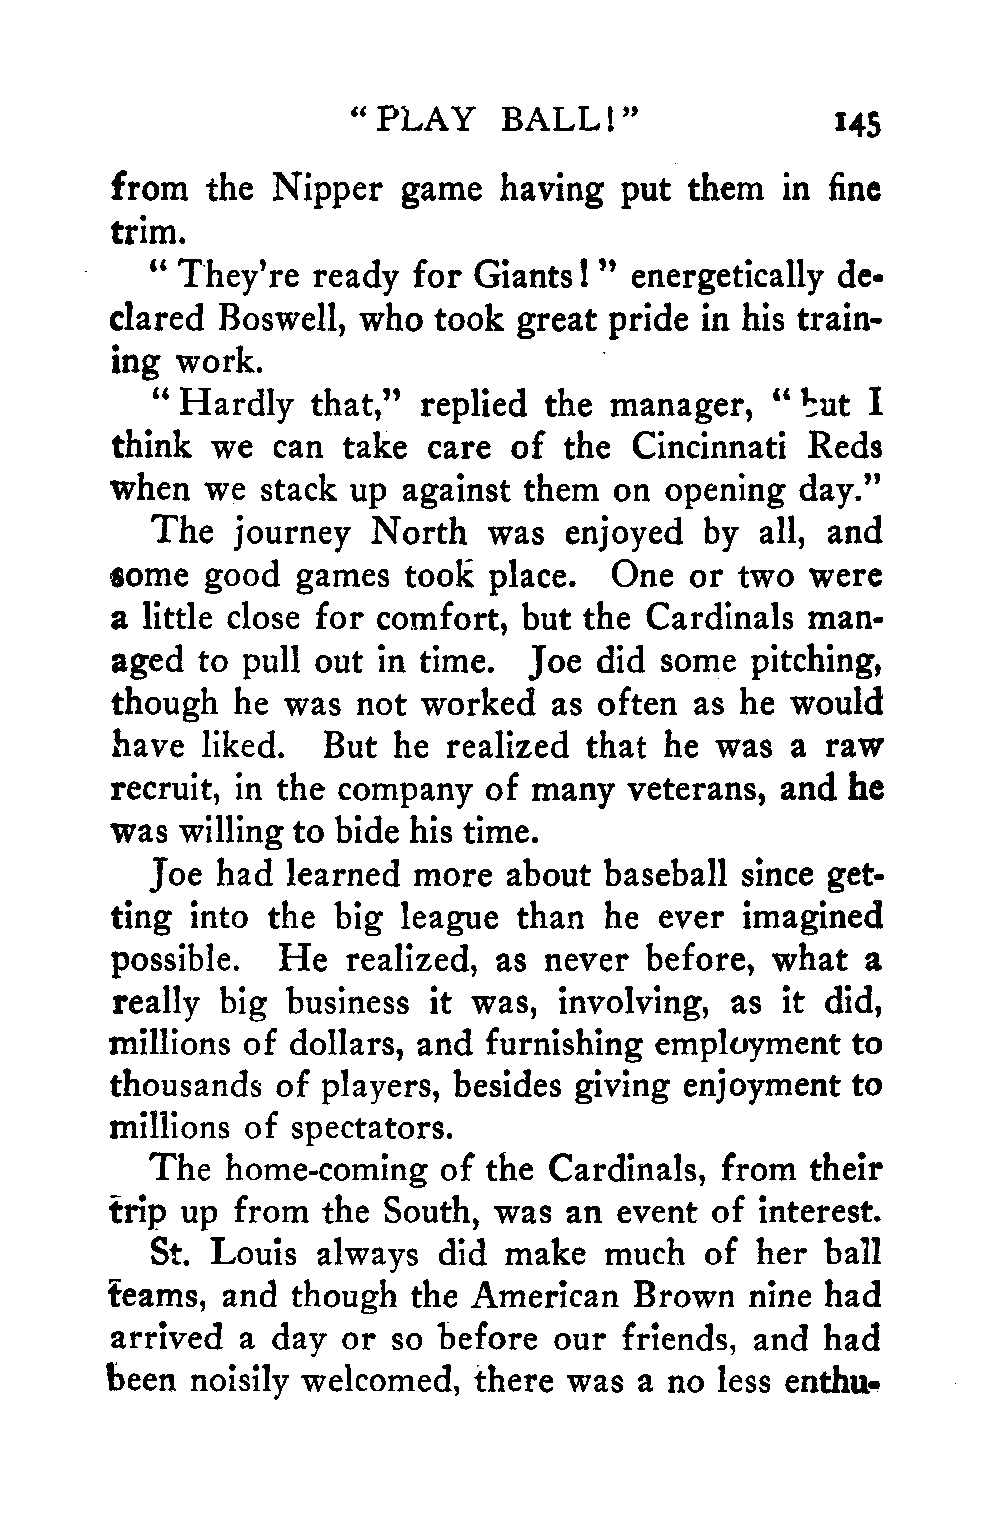 “ PLAY BALL! ” 145
from the Nipper game having put them in fine
trim.
“ They’re ready for Giants! ” energetically de-
clared Boswell, who took great pride in his train-
ing work.
“ Hardly that,” replied the manager, “ but I
think we can take care of the Cincinnati Reds
when we stack up against them on opening day.”
The journey North was enjoyed by all, and
some good games took place. One or two were
a little close for comfort, but the Cardinals man-
aged to pull out in time. Joe did some pitching,
though he was not worked as often as he would
have liked. But he realized that he was a raw
recruit, in the company of many veterans, and he
was willing to bide his time.
Joe had learned more about baseball since get-
ting into the big league than he ever imagined
possible. He realized, as never before, what a
really big business it was, involving, as it did,
millions of dollars, and furnishing employment to
thousands of players, besides giving enjoyment to
millions of spectators.
The home-coming of the Cardinals, from their
trip up from the South, was an event of interest.
St. Louis always did make much of her ball
teams, and though the American Brown nine had
arrived a day or so before our friends, and had
been noisily welcomed, there was a no less enthu-